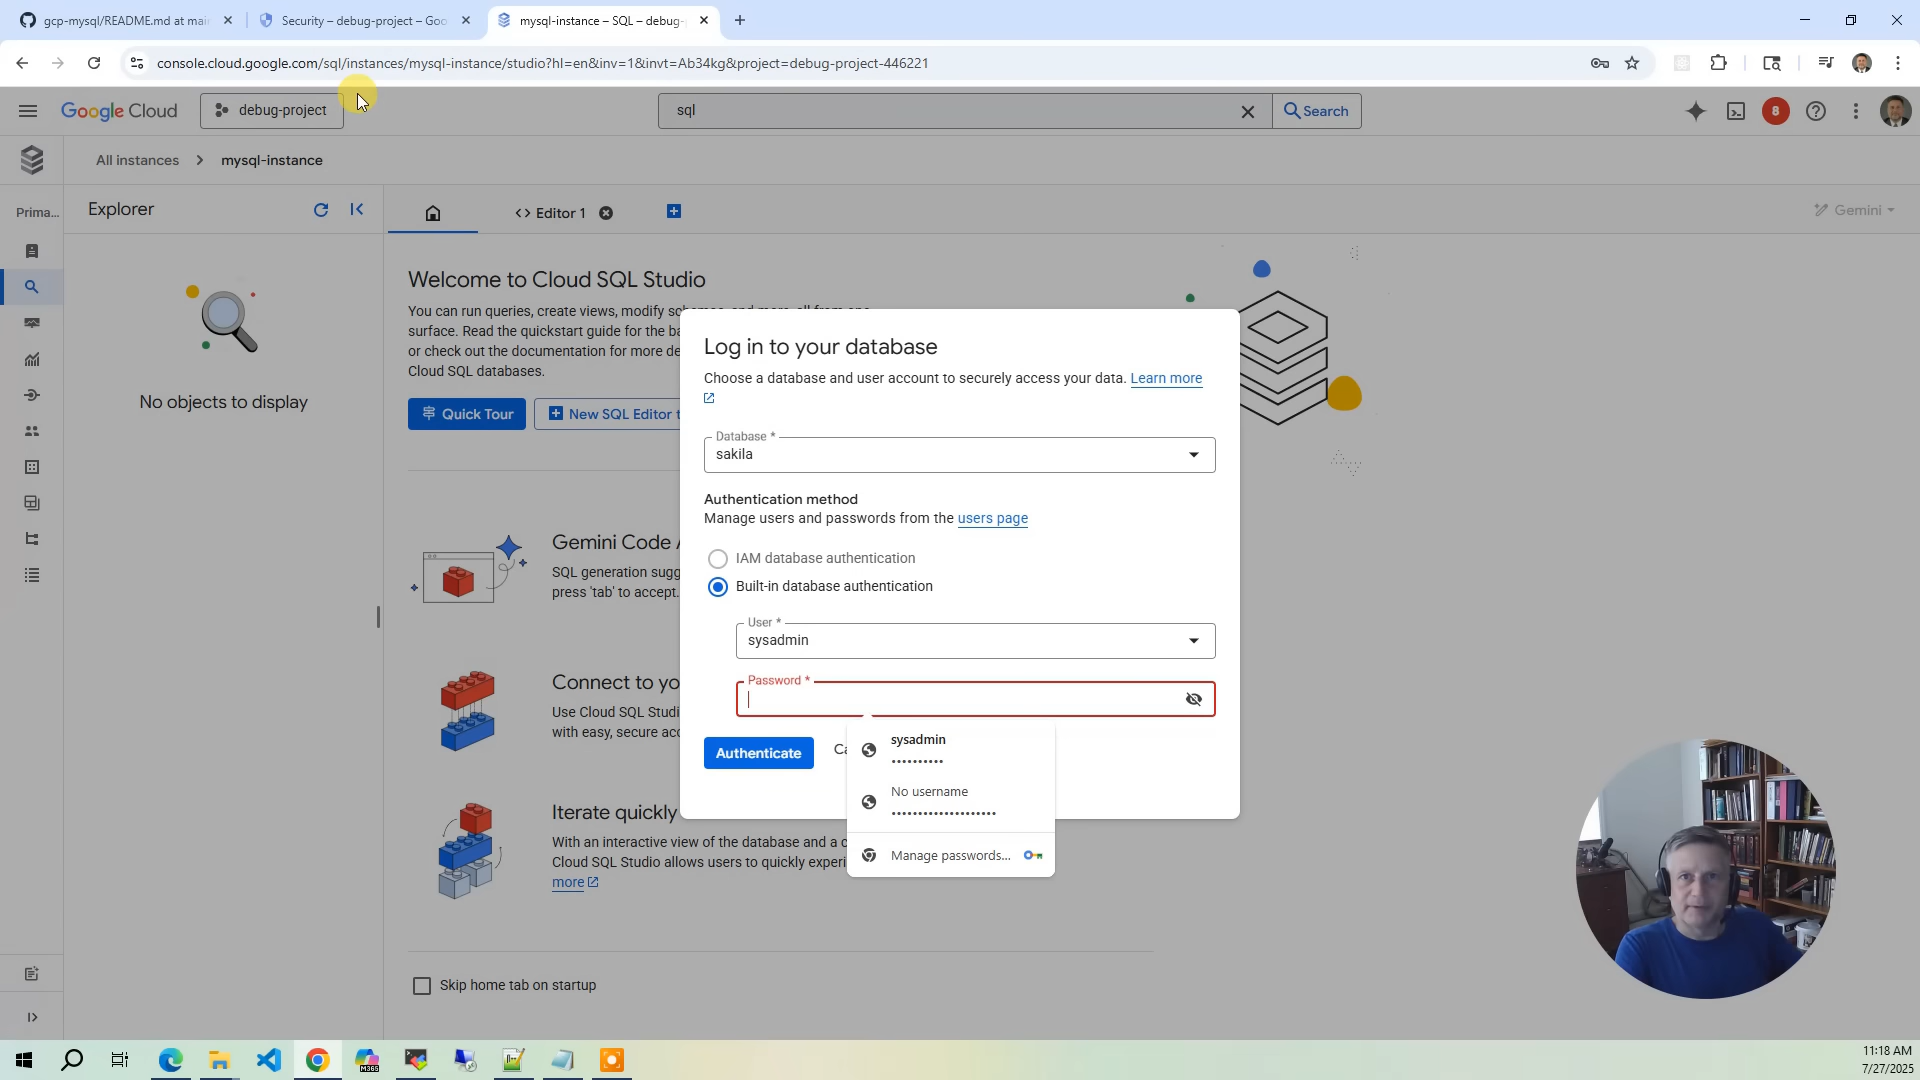 gcp-mysql/README.md at mai
Security – debug-project – Goo
mysql-instance – SQL – debug-
console.cloud.google.com/sql/instances/mysql-instance/studio?hl=en&inv=1&invt=Ab34kg&project=debug-project-446221
Google Cloud
debug-project
sql
Search
8
All instances
mysql-instance
Prima...
Explorer
Editor 1
Gemini
No objects to display
Welcome to Cloud SQL Studio
You can run queries, create views, modify
surface. Read the quickstart guide for the ba
or check out the documentation for more de
Cloud SQL databases.
Quick Tour
New SQL Editor t
Gemini Code
SQL generation sugg
press 'tab' to accept.
Connect to yo
Use Cloud SQL Studi
with easy, secure acc
Iterate quickly
With an interactive view of the database and a c
Cloud SQL Studio allows users to quickly experi
more
Skip home tab on startup
Log in to your database
Choose a database and user account to securely access your data. Learn more
Database *
sakila
Authentication method
Manage users and passwords from the users page
IAM database authentication
Built-in database authentication
User *
sysadmin
Password *
Authenticate
Ca
sysadmin
••••••••••
No username
••••••••••••••••••••
Manage passwords...
M365
11:18 AM
7/27/2025